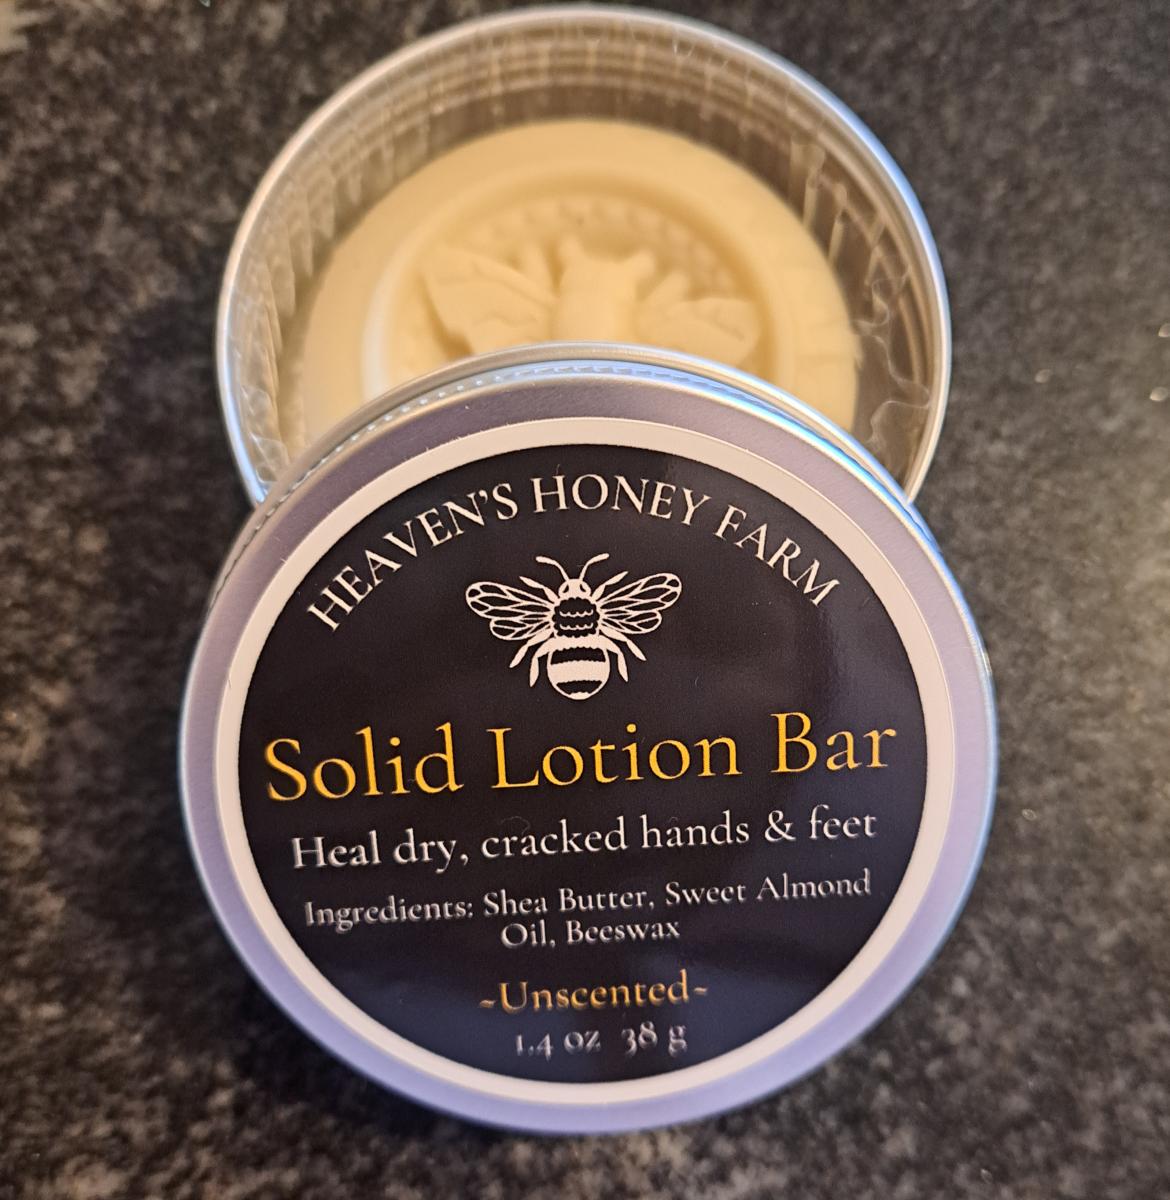 HEAVEN'S HONEY FARM
Solid Lotion Bar
Heal dry, cracked hands & feet
Ingredients: Shea Butter, Sweet Almond
Oil, Beeswax
~Unscented~
1.4 oz 38 g